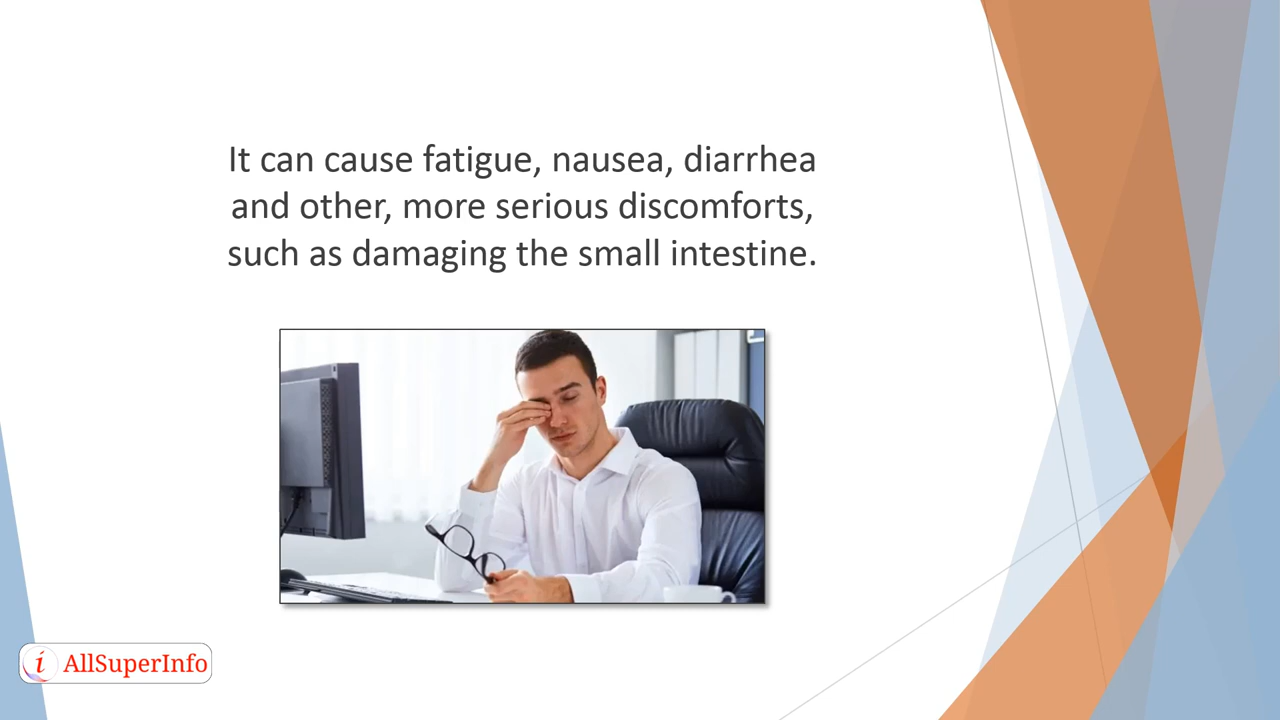 It can cause fatigue, nausea, diarrhea
and other, more serious discomforts,
such as damaging the small intestine.
i AllSuperInfo